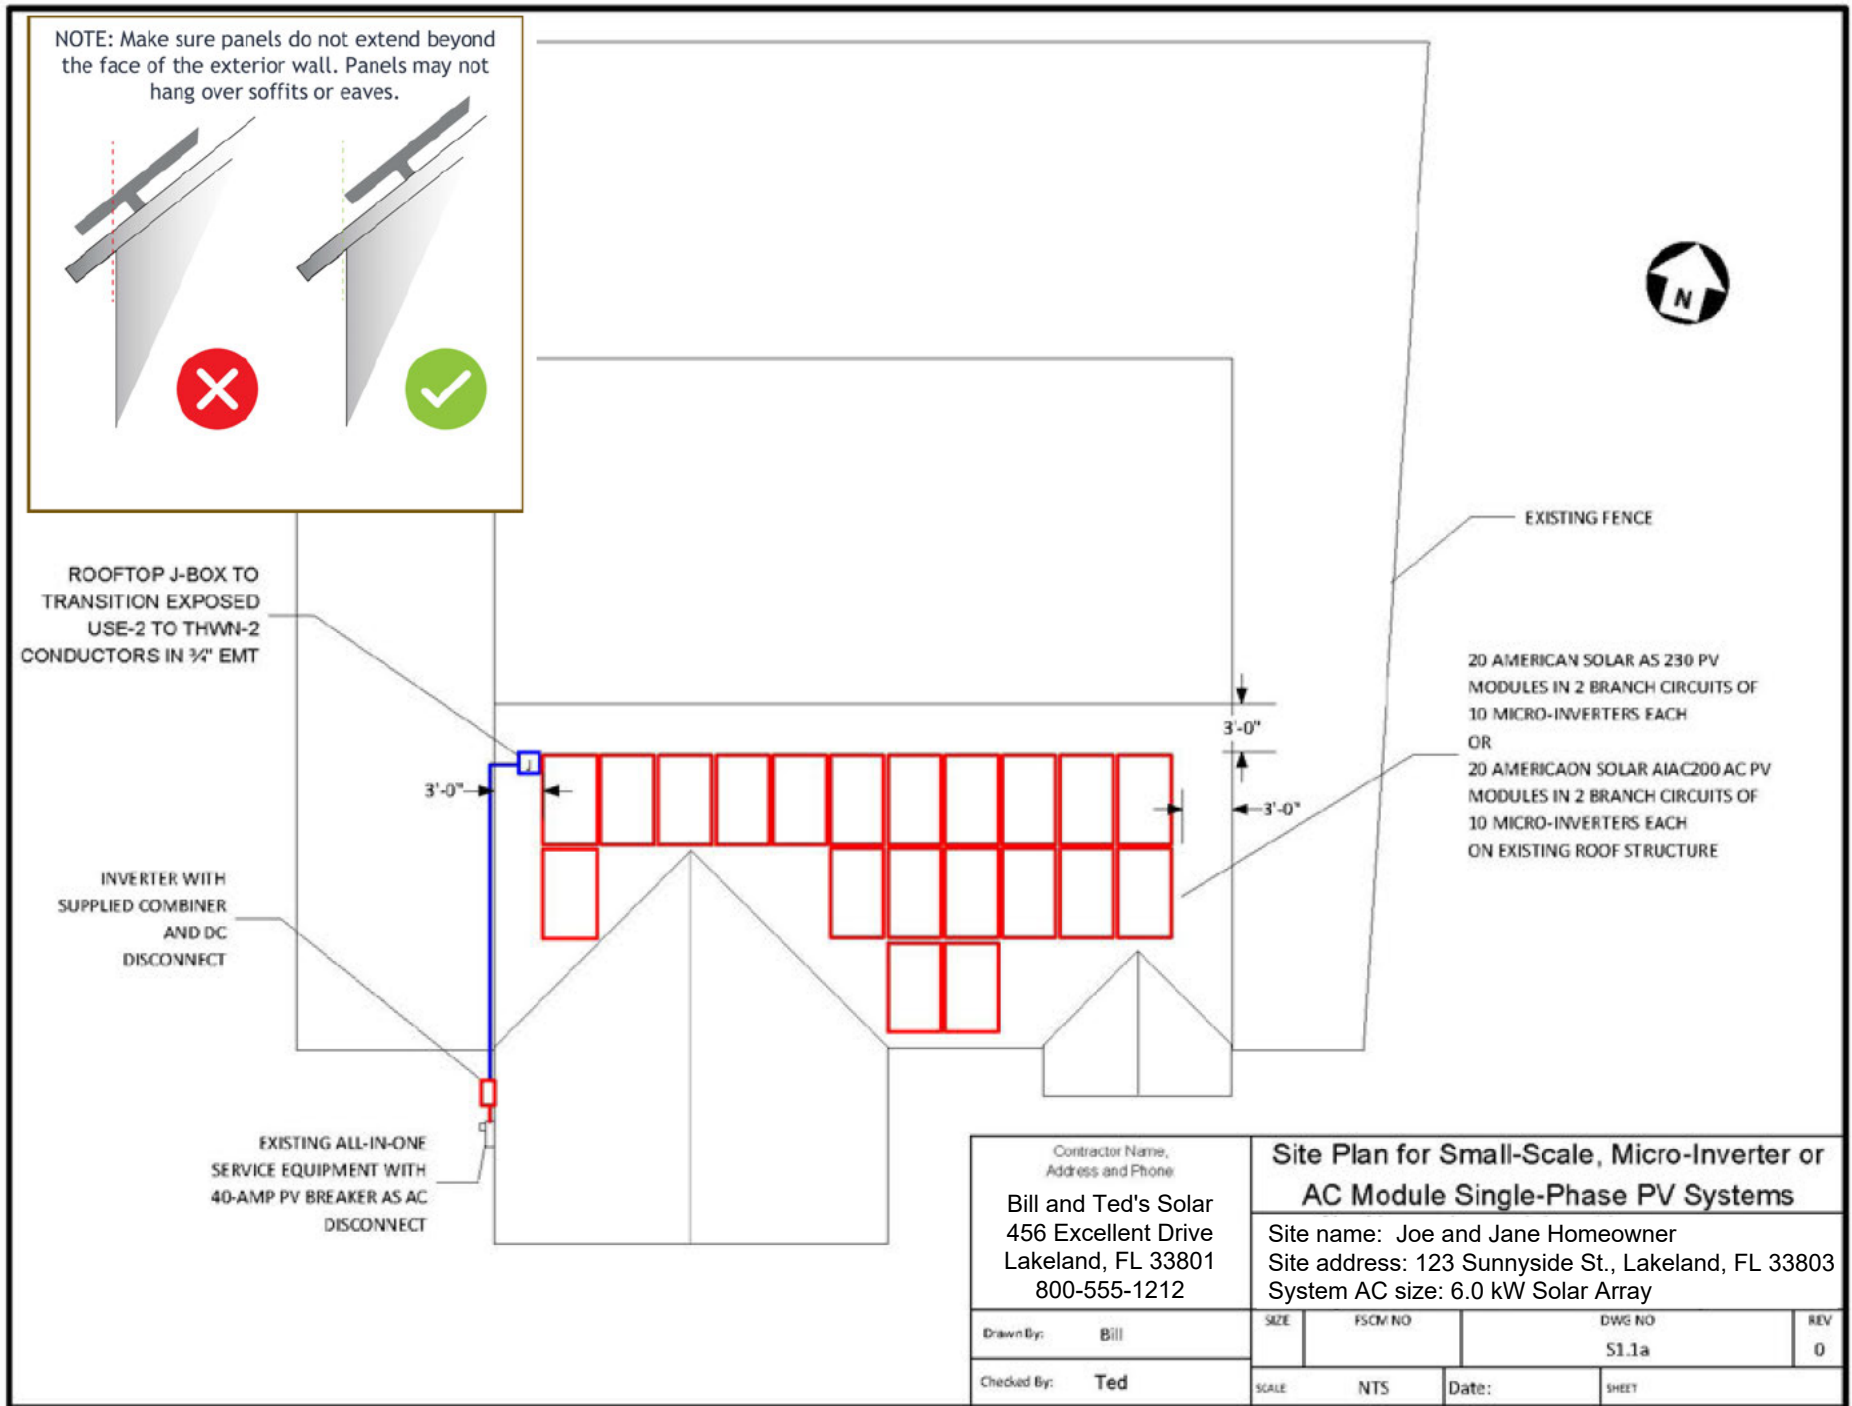 NOTE: Make sure panels do not extend beyond
the face of the exterior wall. Panels may not
hang over soffits or eaves.
N
EXISTING FENCE
ROOFTOP J-BOX TO
TRANSITION EXPOSED
USE-2 TO THWN-2
CONDUCTORS IN ¾" EMT
20 AMERICAN SOLAR AS 230 PV
MODULES IN 2 BRANCH CIRCUITS OF
10 MICRO-INVERTERS EACH
OR
20 AMERICAON SOLAR AIAC200 AC PV
MODULES IN 2 BRANCH CIRCUITS OF
10 MICRO-INVERTERS EACH
ON EXISTING ROOF STRUCTURE
3'-0"
J
3'-0"
3'-0"
INVERTER WITH
SUPPLIED COMBINER
AND DC
DISCONNECT
EXISTING ALL-IN-ONE
SERVICE EQUIPMENT WITH
40-AMP PV BREAKER AS AC
DISCONNECT
Contractor Name,
Address and Phone
Bill and Ted's Solar
456 Excellent Drive
Lakeland, FL 33801
800-555-1212
Drawn By: Bill
Checked By: Ted
Site Plan for Small-Scale, Micro-Inverter or
AC Module Single-Phase PV Systems
Site name: Joe and Jane Homeowner
Site address: 123 Sunnyside St., Lakeland, FL 33803
System AC size: 6.0 kW Solar Array
SIZE FSCM NO DWG NO REV
S1.1a 0
SCALE NTS Date: SHEET